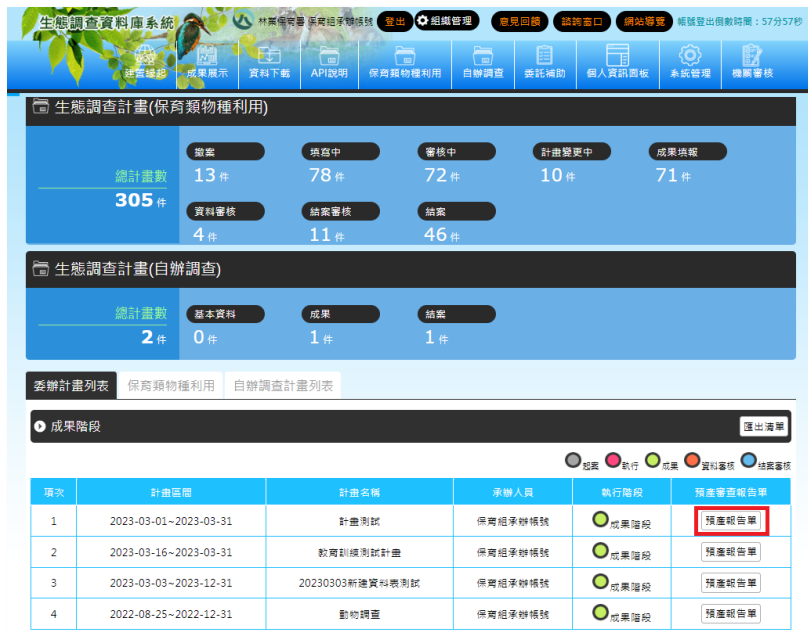 生態調查資料庫系統 林業保育署 保育組承辦帳號 登出 組織管理 意見回饋 諮詢窗口 網站導覽 帳號登出倒數時間：57分57秒
建置緣起 成果展示 資料下載 API說明 保育類物種利用 自辦調查 委託補助 個人資訊面板 系統管理 機關審核
生態調查計畫(保育類物種利用)
撤案 填寫中 審核中 計畫變更中 成果填報
總計畫數 13 件 78 件 72 件 10 件 71 件
305 件 資料審核 結案審核 結案
4 件 11 件 46 件
生態調查計畫(自辦調查)
總計畫數 基本資料 成果 結案
2 件 0 件 1 件 1 件
委辦計畫列表 保育類物種利用 自辦調查計畫列表
成果階段 匯出清單
起案 執行 成果 資料審核 結案審核
項次 計畫區間 計畫名稱 承辦人員 執行階段 預產審查報告單
1 2023-03-01~2023-03-31 計畫測試 保育組承辦帳號 成果階段 預產報告單
2 2023-03-16~2023-03-31 教育訓練測試計畫 保育組承辦帳號 成果階段 預產報告單
3 2023-03-03~2023-12-31 20230303新建資料表測試 保育組承辦帳號 成果階段 預產報告單
4 2022-08-25~2022-12-31 動物調查 保育組承辦帳號 成果階段 預產報告單